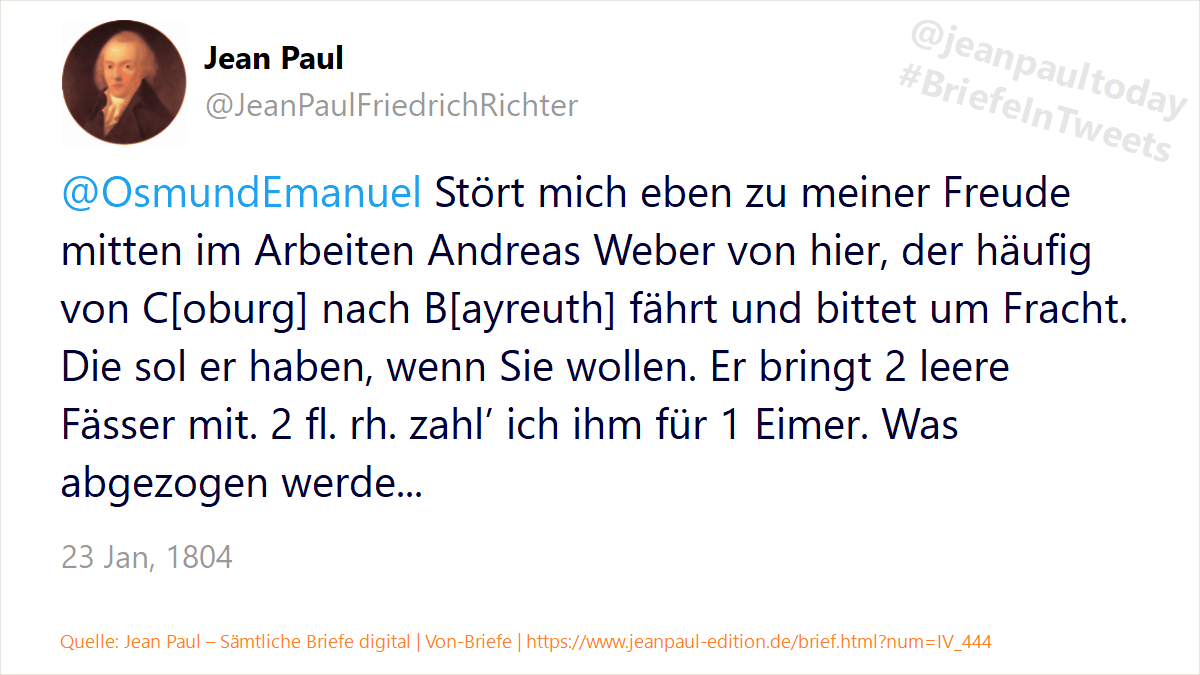 Jean Paul
@JeanPaulFriedrichRichter
@jeanpaultoday
#BriefeInTweets
@OsmundEmanuel Stört mich eben zu meiner Freude
mitten im Arbeiten Andreas Weber von hier, der häufig
von C[oburg] nach B[ayreuth] fährt und bittet um Fracht.
Die sol er haben, wenn Sie wollen. Er bringt 2 leere
Fässer mit. 2 fl. rh. zahl’ ich ihm für 1 Eimer. Was
abgezogen werde...
23 Jan, 1804
Quelle: Jean Paul – Sämtliche Briefe digital | Von-Briefe | https://www.jeanpaul-edition.de/brief.html?num=IV_444